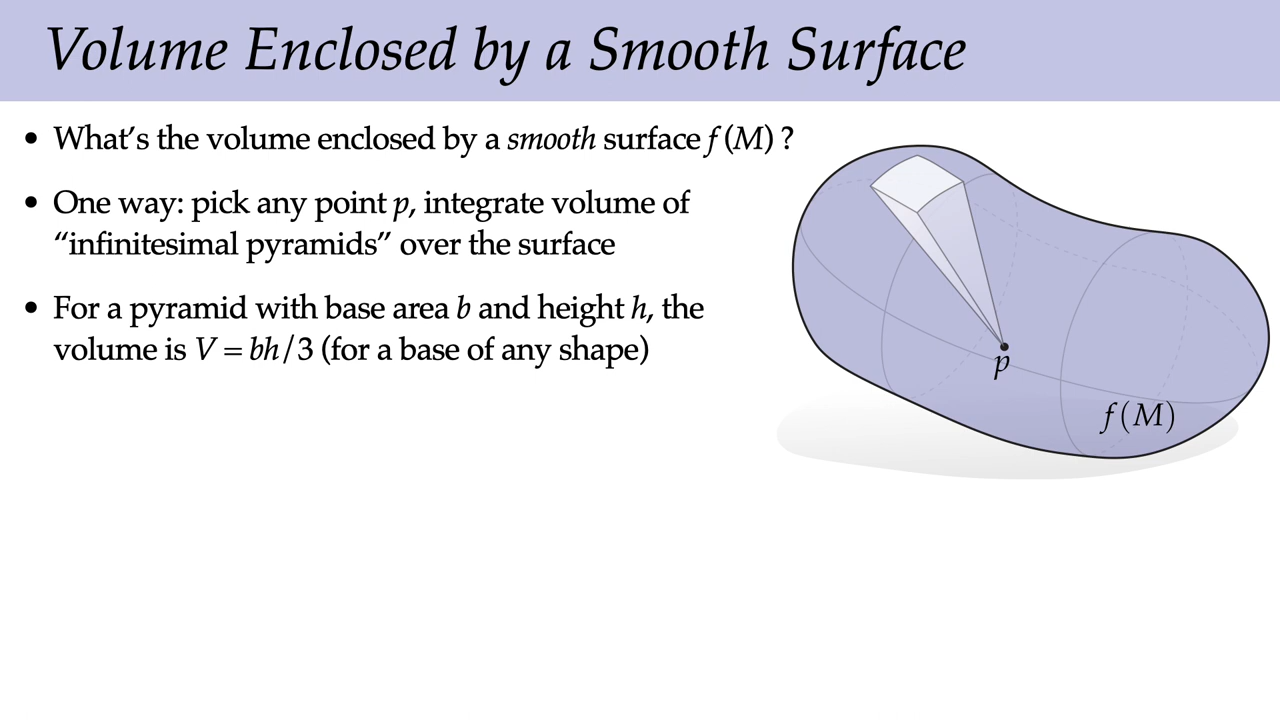 Volume Enclosed by a Smooth Surface
• What’s the volume enclosed by a smooth surface f (M) ?
• One way: pick any point p, integrate volume of
“infinitesimal pyramids” over the surface
• For a pyramid with base area b and height h, the
volume is V = bh/3 (for a base of any shape)
p
f (M)